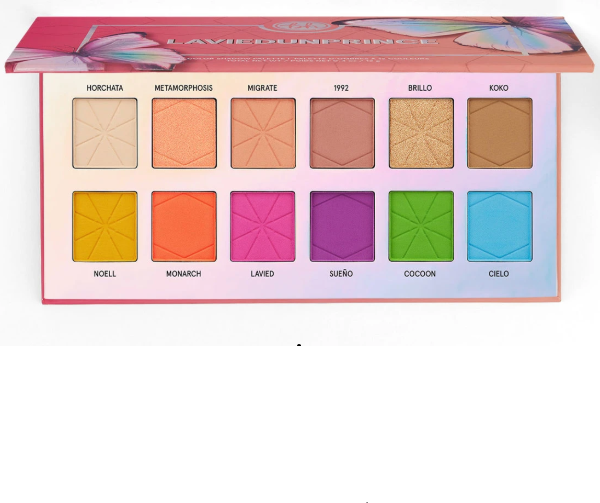 LAVIEDUNPRINCE
HORCHATA METAMORPHOSIS MIGRATE 1992 BRILLO KOKO
NOELL MONARCH LAVIED SUEÑO COCOON CIELO